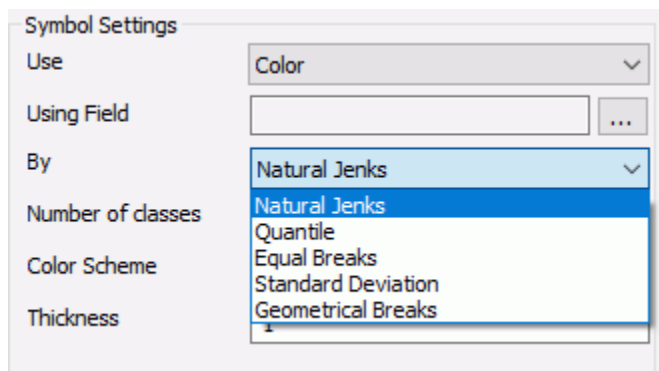 Symbol Settings
Use Color
Using Field ...
By Natural Jenks
Natural Jenks
Number of classes
Quantile
Equal Breaks
Color Scheme
Standard Deviation
Geometrical Breaks
Thickness